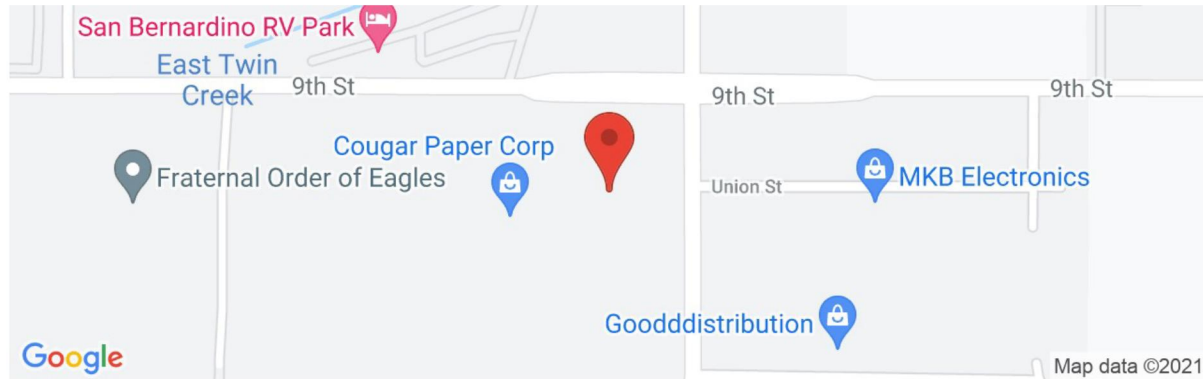 San Bernardino RV Park
East Twin
Creek
9th St
9th St
9th St
Cougar Paper Corp
Fraternal Order of Eagles
Union St
MKB Electronics
Goodddistribution
Google
Map data ©2021